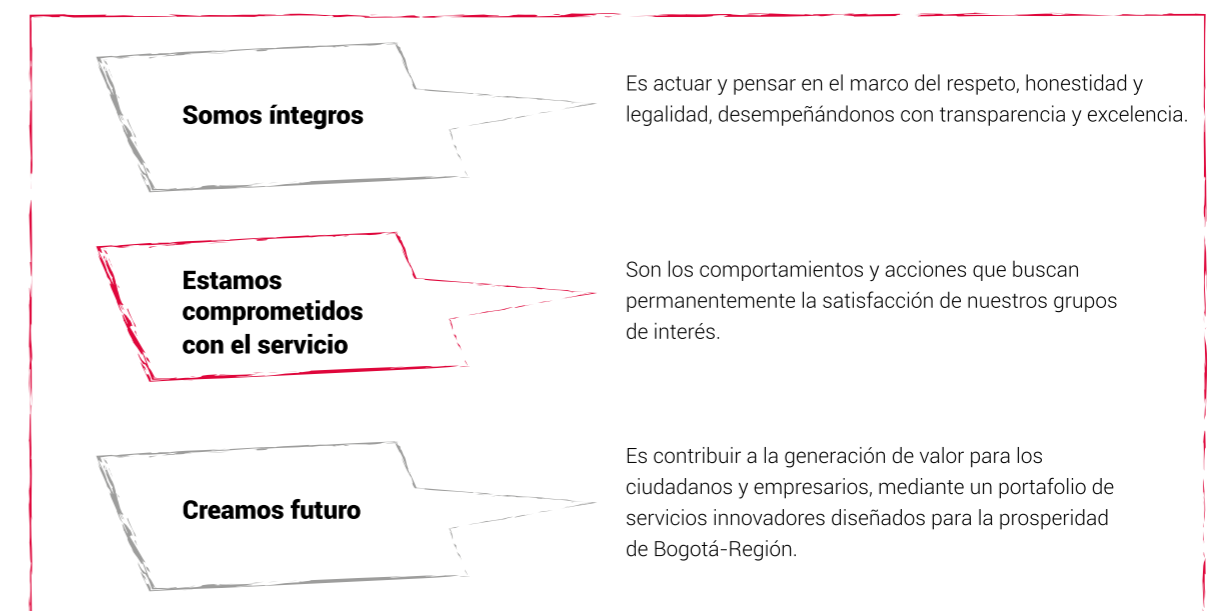 Somos íntegros
Es actuar y pensar en el marco del respeto, honestidad y
legalidad, desempeñándonos con transparencia y excelencia.
Estamos
comprometidos
con el servicio
Son los comportamientos y acciones que buscan
permanentemente la satisfacción de nuestros grupos
de interés.
Creamos futuro
Es contribuir a la generación de valor para los
ciudadanos y empresarios, mediante un portafolio de
servicios innovadores diseñados para la prosperidad
de Bogotá-Región.